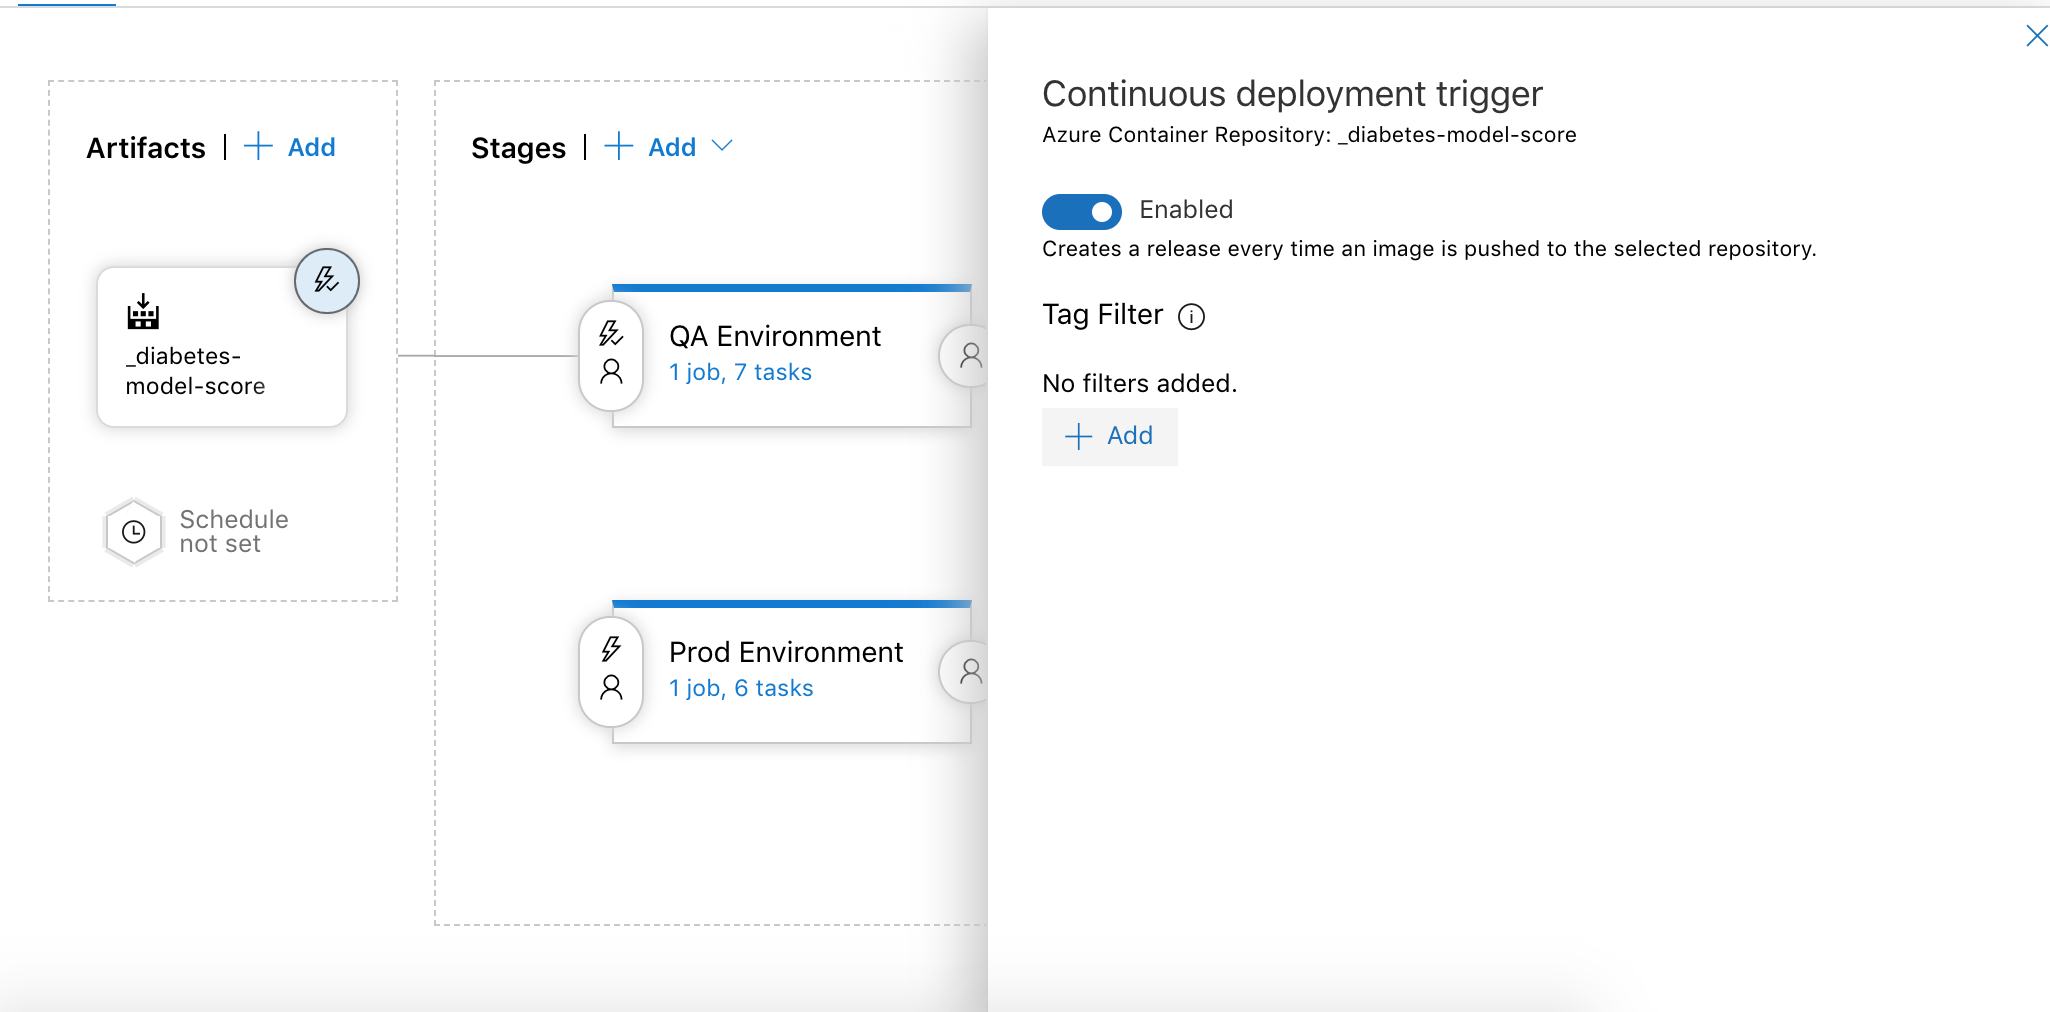 Artifacts | + Add
_diabetes-
model-score
Schedule
not set
Stages | + Add
QA Environment
1 job, 7 tasks
Prod Environment
1 job, 6 tasks
Continuous deployment trigger
Azure Container Repository: _diabetes-model-score
Enabled
Creates a release every time an image is pushed to the selected repository.
Tag Filter
No filters added.
+ Add